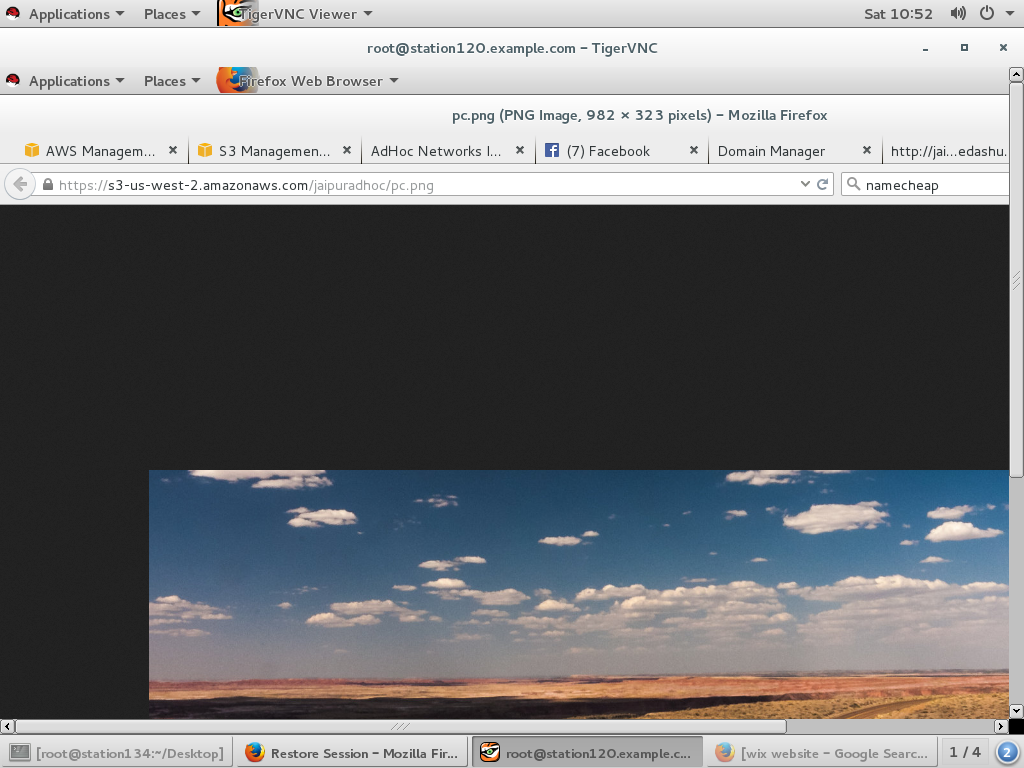 Applications Places TigerVNC Viewer Sat 10:52
root@station120.example.com – TigerVNC
Applications Places Firefox Web Browser
pc.png (PNG Image, 982 × 323 pixels) – Mozilla Firefox
AWS Managem... S3 Managemen... AdHoc Networks I... (7) Facebook Domain Manager http://jai...edashu.
https://s3-us-west-2.amazonaws.com/jaipuradhoc/pc.png namecheap
[root@station134:~/Desktop] Restore Session – Mozilla Fir... root@station120.example.c... [wix website – Google Searc... 1 / 4 2